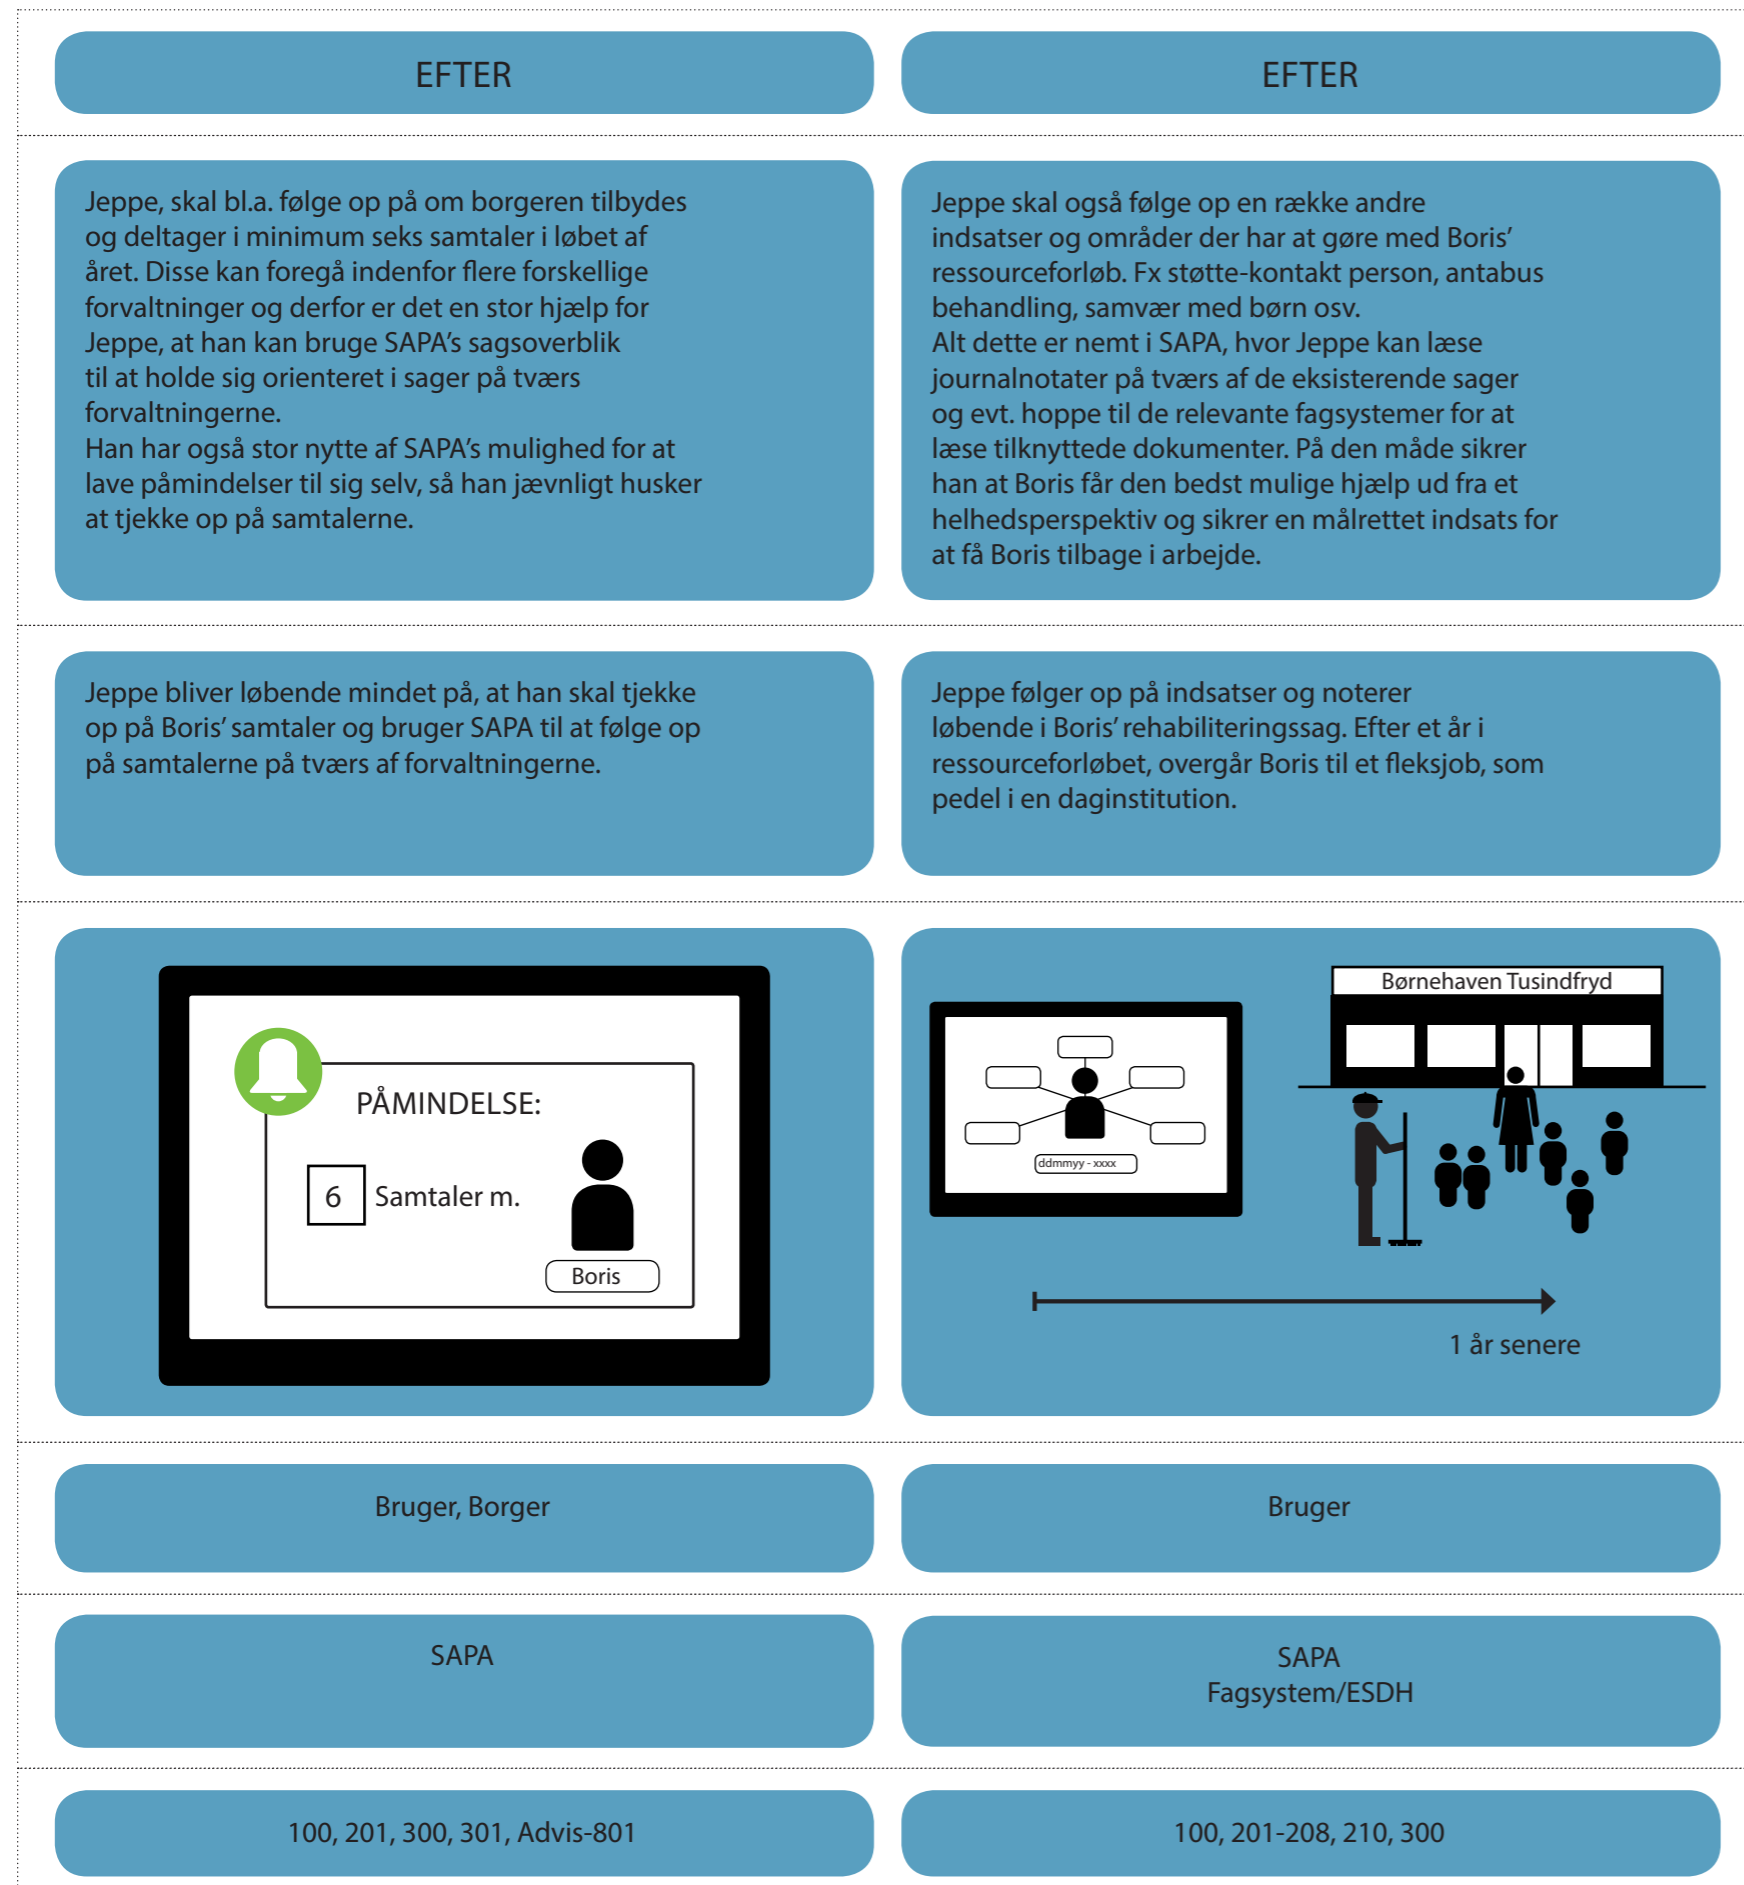 EFTER
EFTER
Jeppe, skal bl.a. følge op på om borgeren tilbydes
og deltager i minimum seks samtaler i løbet af
året. Disse kan foregå indenfor flere forskellige
forvaltninger og derfor er det en stor hjælp for
Jeppe, at han kan bruge SAPA's sagsoverblik
til at holde sig orienteret i sager på tværs
forvaltningerne.
Han har også stor nytte af SAPA's mulighed for at
lave påmindelser til sig selv, så han jævnligt husker
at tjekke op på samtalerne.
Jeppe skal også følge op en række andre
indsatser og områder der har at gøre med Boris'
ressourceforløb. Fx støtte-kontakt person, antabus
behandling, samvær med børn osv.
Alt dette er nemt i SAPA, hvor Jeppe kan læse
journalnotater på tværs af de eksisterende sager
og evt. hoppe til de relevante fagsystemer for at
læse tilknyttede dokumenter. På den måde sikrer
han at Boris får den bedst mulige hjælp ud fra et
helhedsperspektiv og sikrer en målrettet indsats for
at få Boris tilbage i arbejde.
Jeppe bliver løbende mindet på, at han skal tjekke
op på Boris' samtaler og bruger SAPA til at følge op
på samtalerne på tværs af forvaltningerne.
Jeppe følger op på indsatser og noterer
løbende i Boris' rehabiliteringssag. Efter et år i
ressourceforløbet, overgår Boris til et fleksjob, som
pedel i en daginstitution.
PÅMINDELSE:
6 Samtaler m.
Boris
Børnehaven Tusindfryd
ddmmyy - xxxx
1 år senere
Bruger, Borger
Bruger
SAPA
SAPA
Fagsystem/ESDH
100, 201, 300, 301, Advis-801
100, 201-208, 210, 300